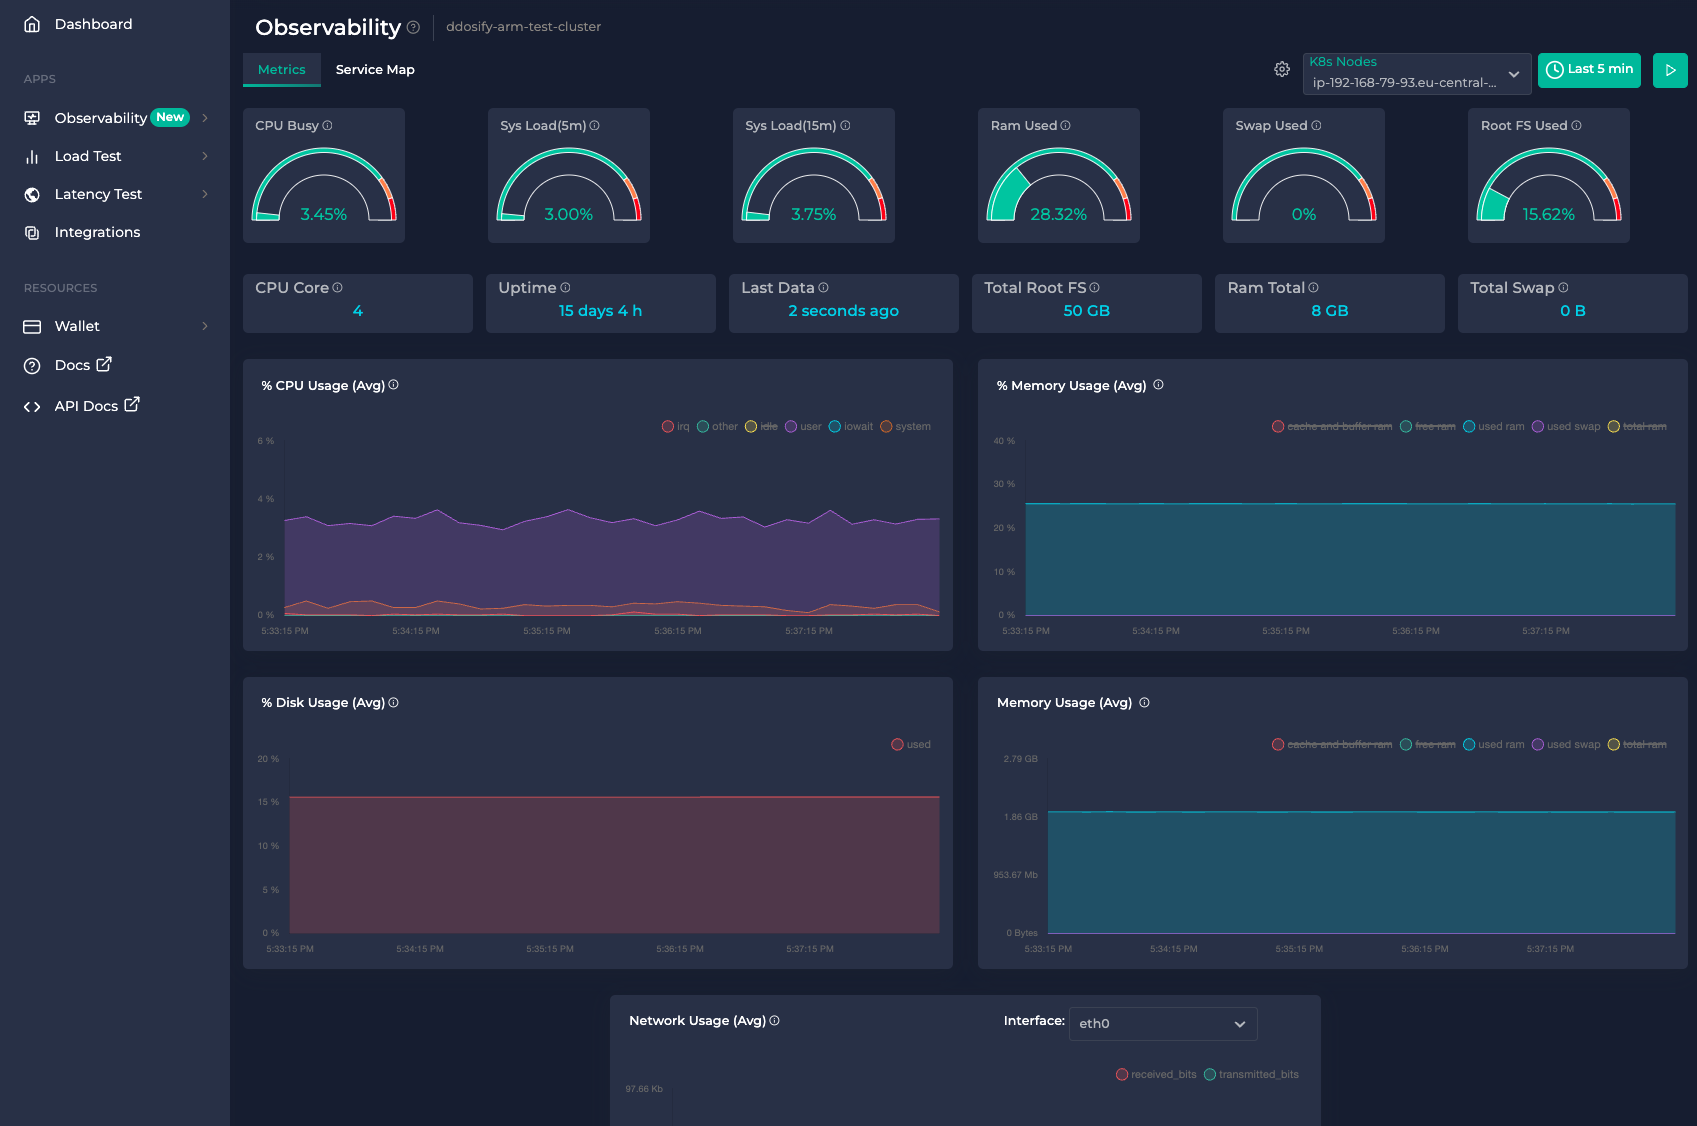 Dashboard
APPS
Observability New
Load Test
Latency Test
Integrations
RESOURCES
Wallet
Docs
API Docs
Observability
ddosify-arm-test-cluster
Metrics
Service Map
K8s Nodes
ip-192-168-79-93.eu-central-...
Last 5 min
CPU Busy
3.45%
Sys Load(5m)
3.00%
Sys Load(15m)
3.75%
Ram Used
28.32%
Swap Used
0%
Root FS Used
15.62%
CPU Core
4
Uptime
15 days 4 h
Last Data
2 seconds ago
Total Root FS
50 GB
Ram Total
8 GB
Total Swap
0 B
% CPU Usage (Avg)
irq other idle user iowait system
6 %
4 %
2 %
0 %
5:33:15 PM 5:34:15 PM 5:35:15 PM 5:36:15 PM 5:37:15 PM
% Memory Usage (Avg)
cache and buffer ram free ram used ram used swap total ram
40 %
30 %
20 %
10 %
0 %
5:33:15 PM 5:34:15 PM 5:35:15 PM 5:36:15 PM 5:37:15 PM
% Disk Usage (Avg)
used
20 %
15 %
10 %
5 %
0 %
5:33:15 PM 5:34:15 PM 5:35:15 PM 5:36:15 PM 5:37:15 PM
Memory Usage (Avg)
cache and buffer ram free ram used ram used swap total ram
2.79 GB
1.86 GB
953.67 Mb
0 Bytes
5:33:15 PM 5:34:15 PM 5:35:15 PM 5:36:15 PM 5:37:15 PM
Network Usage (Avg)
Interface: eth0
received_bits transmitted_bits
97.66 Kb